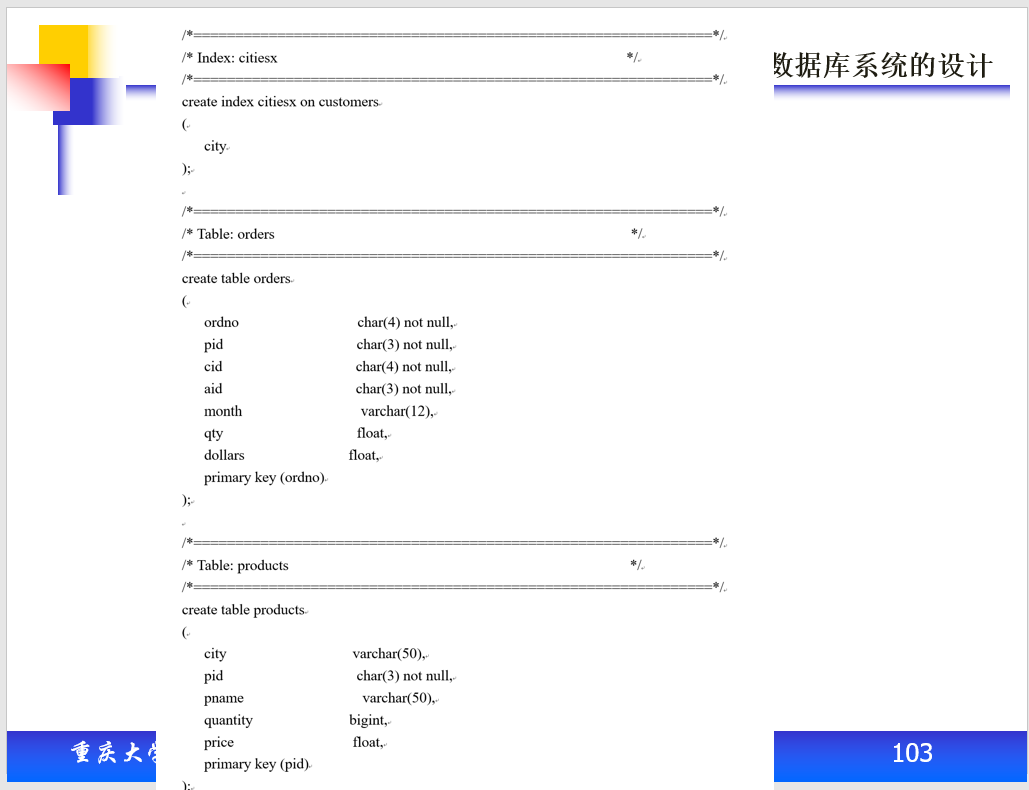 数据库系统的设计
/*==============================================================*/
/* Index: citiesx */
/*==============================================================*/
create index citiesx on customers
(
city
);
/*==============================================================*/
/* Table: orders */
/*==============================================================*/
create table orders
(
ordno char(4) not null,
pid char(3) not null,
cid char(4) not null,
aid char(3) not null,
month varchar(12),
qty float,
dollars float,
primary key (ordno)
);
/*==============================================================*/
/* Table: products */
/*==============================================================*/
create table products
(
city varchar(50),
pid char(3) not null,
pname varchar(50),
quantity bigint,
price float,
primary key (pid)
);
重庆大学
103